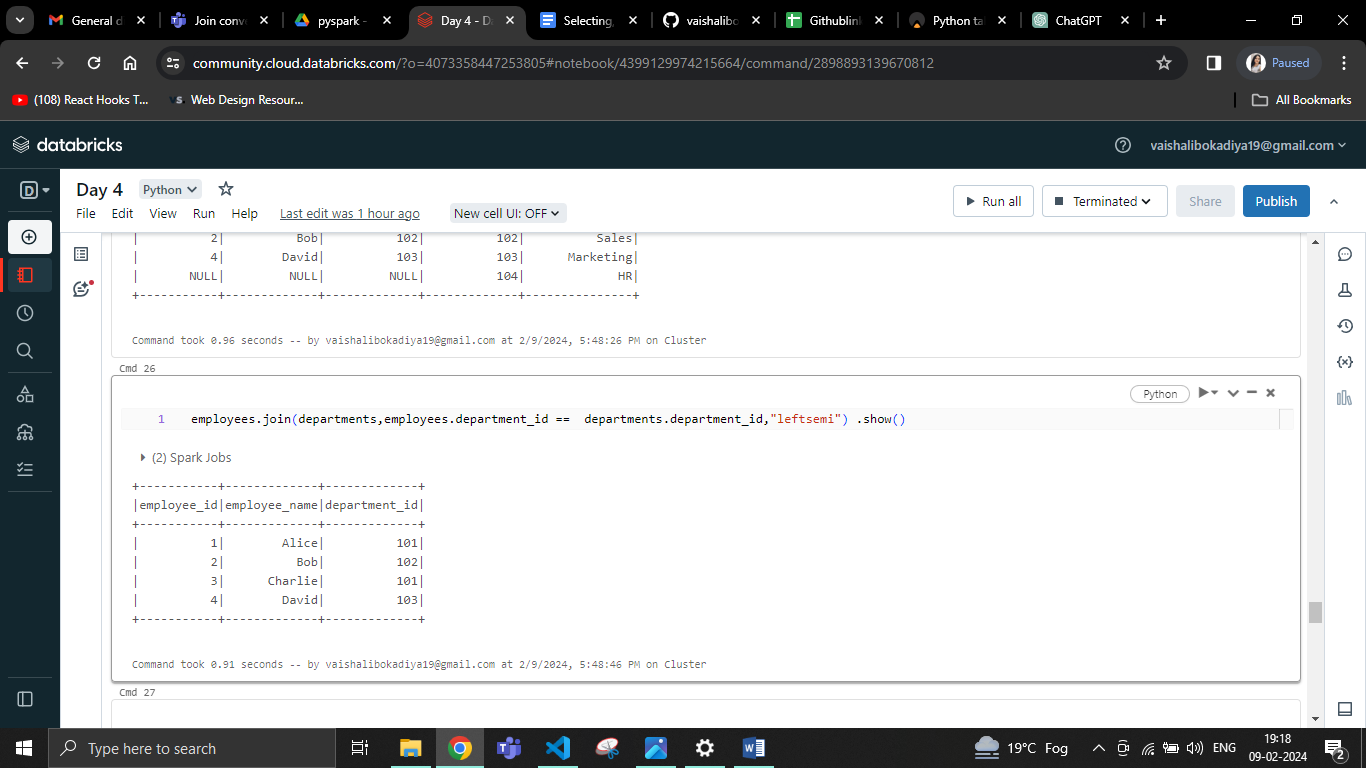 General d
Join conv
pyspark -
Day 4 - Da
Selecting,
vaishalibo
Githublink
Python ta
ChatGPT
community.cloud.databricks.com/?o=4073358447253805#notebook/4399129974215664/command/2898893139670812
Paused
(108) React Hooks T...
VS Web Design Resour...
All Bookmarks
databricks
vaishalibokadiya19@gmail.com
D
Day 4 Python
File Edit View Run Help Last edit was 1 hour ago New cell UI: OFF
Run all Terminated Share Publish
| 2| Bob| 102| 102| Sales|
| 4| David| 103| 103| Marketing|
| NULL| NULL| NULL| 104| HR|
+-----------+-------------+-------------+-------------+---------------+
Command took 0.96 seconds -- by vaishalibokadiya19@gmail.com at 2/9/2024, 5:48:26 PM on Cluster
Cmd 26
Python
1 employees.join(departments,employees.department_id ==  departments.department_id,"leftsemi") .show()
(2) Spark Jobs
+-----------+-------------+-------------+
|employee_id|employee_name|department_id|
+-----------+-------------+-------------+
| 1| Alice| 101|
| 2| Bob| 102|
| 3| Charlie| 101|
| 4| David| 103|
+-----------+-------------+-------------+
Command took 0.91 seconds -- by vaishalibokadiya19@gmail.com at 2/9/2024, 5:48:46 PM on Cluster
Cmd 27
Type here to search
19°C Fog
ENG
19:18
09-02-2024
2